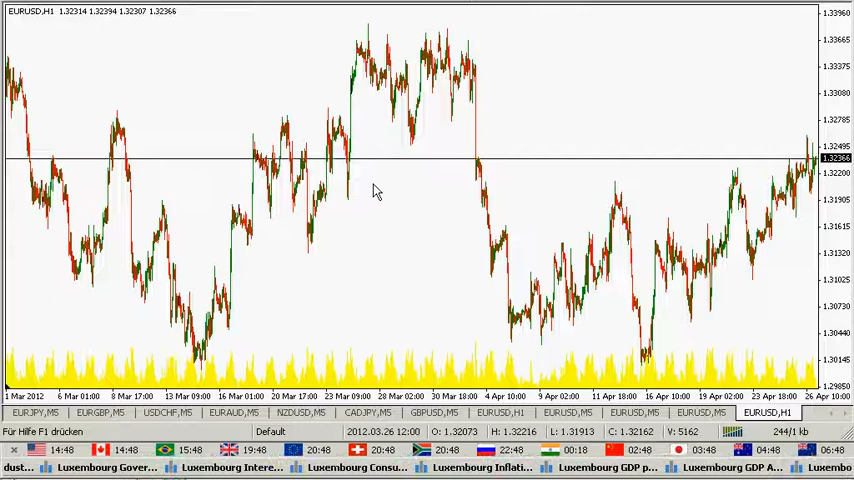 EURUSD,H1 1.32314 1.32394 1.32307 1.32366
1.33960
1.33665
1.33375
1.33080
1.32785
1.32495
1.32366
1.32200
1.31905
1.31615
1.31320
1.31025
1.30730
1.30440
1.30145
1.29850
1 Mar 2012 6 Mar 01:00 8 Mar 17:00 13 Mar 09:00 16 Mar 01:00 20 Mar 17:00 23 Mar 09:00 28 Mar 02:00 30 Mar 18:00 4 Apr 10:00 9 Apr 02:00 11 Apr 18:00 16 Apr 10:00 19 Apr 02:00 23 Apr 18:00 26 Apr 10:00
EURJPY,M5 EURGBP,M5 USDCHF,M5 EURAUD,M5 NZDUSD,M5 CADJPY,M5 GBPUSD,M5 EURUSD,H1 EURUSD,M5 EURUSD,M5 EURUSD,M5 EURUSD,H1
Für Hilfe F1 drücken Default 2012.03.26 12:00 O: 1.32073 H: 1.32216 L: 1.31913 C: 1.32162 V: 5162 244/1 kb
14:48 14:48 15:48 19:48 20:48 20:48 20:48 22:48 00:18 02:48 03:48 04:48 06:48
dust... Luxembourg Gover... Luxembourg Intere... Luxembourg Consu... Luxembourg Inflati... Luxembourg GDP p... Luxembourg GDP A... Luxembourg